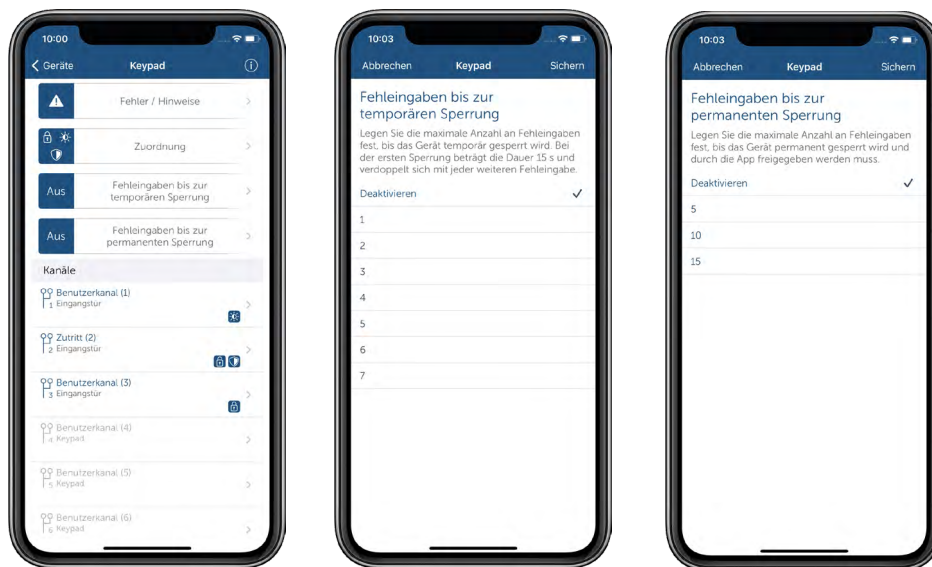 10:00
Geräte
Keypad
Fehler / Hinweise
Zuordnung
Aus
Fehleingaben bis zur
temporären Sperrung
Aus
Fehleingaben bis zur
permanenten Sperrung
Kanäle
Benutzerkanal (1)
1 Eingangstür
Zutritt (2)
2 Eingangstür
Benutzerkanal (3)
3 Eingangstür
Benutzerkanal (4)
4 Keypad
Benutzerkanal (5)
5 Keypad
Benutzerkanal (6)
6 Keypad
10:03
Abbrechen Keypad Sichern
Fehleingaben bis zur
temporären Sperrung
Legen Sie die maximale Anzahl an Fehleingaben
fest, bis das Gerät temporär gesperrt wird. Bei
der ersten Sperrung beträgt die Dauer 15 s und
verdoppelt sich mit jeder weiteren Fehleingabe.
Deaktivieren
1
2
3
4
5
6
7
10:03
Abbrechen Keypad Sichern
Fehleingaben bis zur
permanenten Sperrung
Legen Sie die maximale Anzahl an Fehleingaben
fest, bis das Gerät permanent gesperrt wird und
durch die App freigegeben werden muss.
Deaktivieren
5
10
15